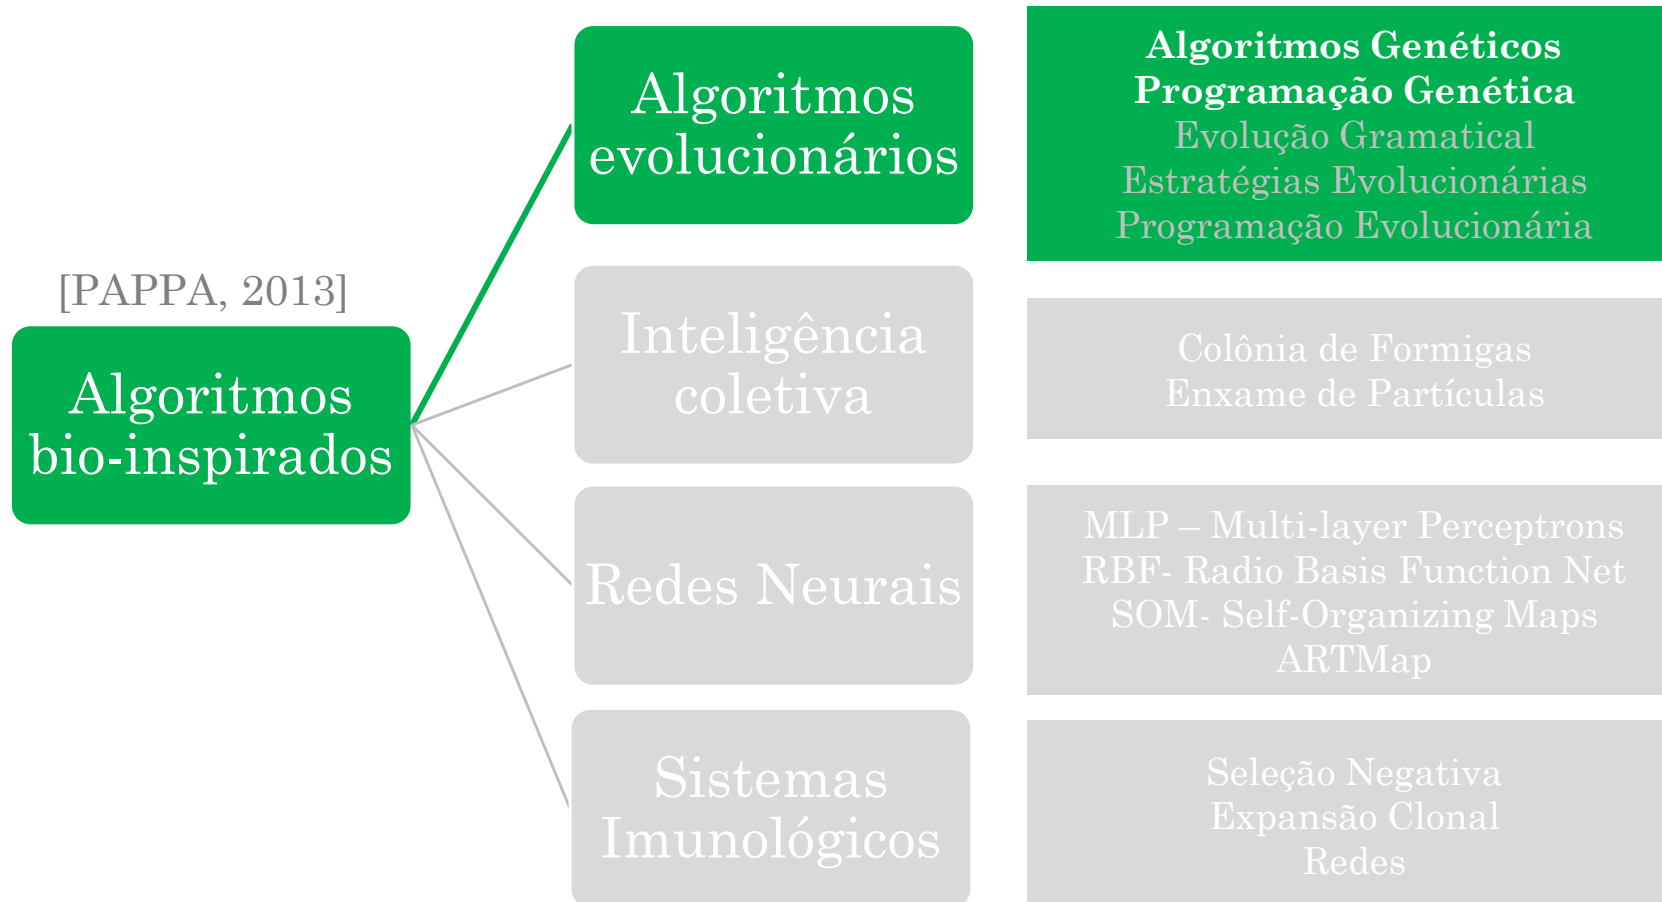 [PAPPA, 2013]
Algoritmos
bio-inspirados
Algoritmos
evolucionários
Algoritmos Genéticos
Programação Genética
Evolução Gramatical
Estratégias Evolucionárias
Programação Evolucionária
Inteligência
coletiva
Colônia de Formigas
Enxame de Partículas
Redes Neurais
MLP – Multi-layer Perceptrons
RBF- Radio Basis Function Net
SOM- Self-Organizing Maps
ARTMap
Sistemas
Imunológicos
Seleção Negativa
Expansão Clonal
Redes